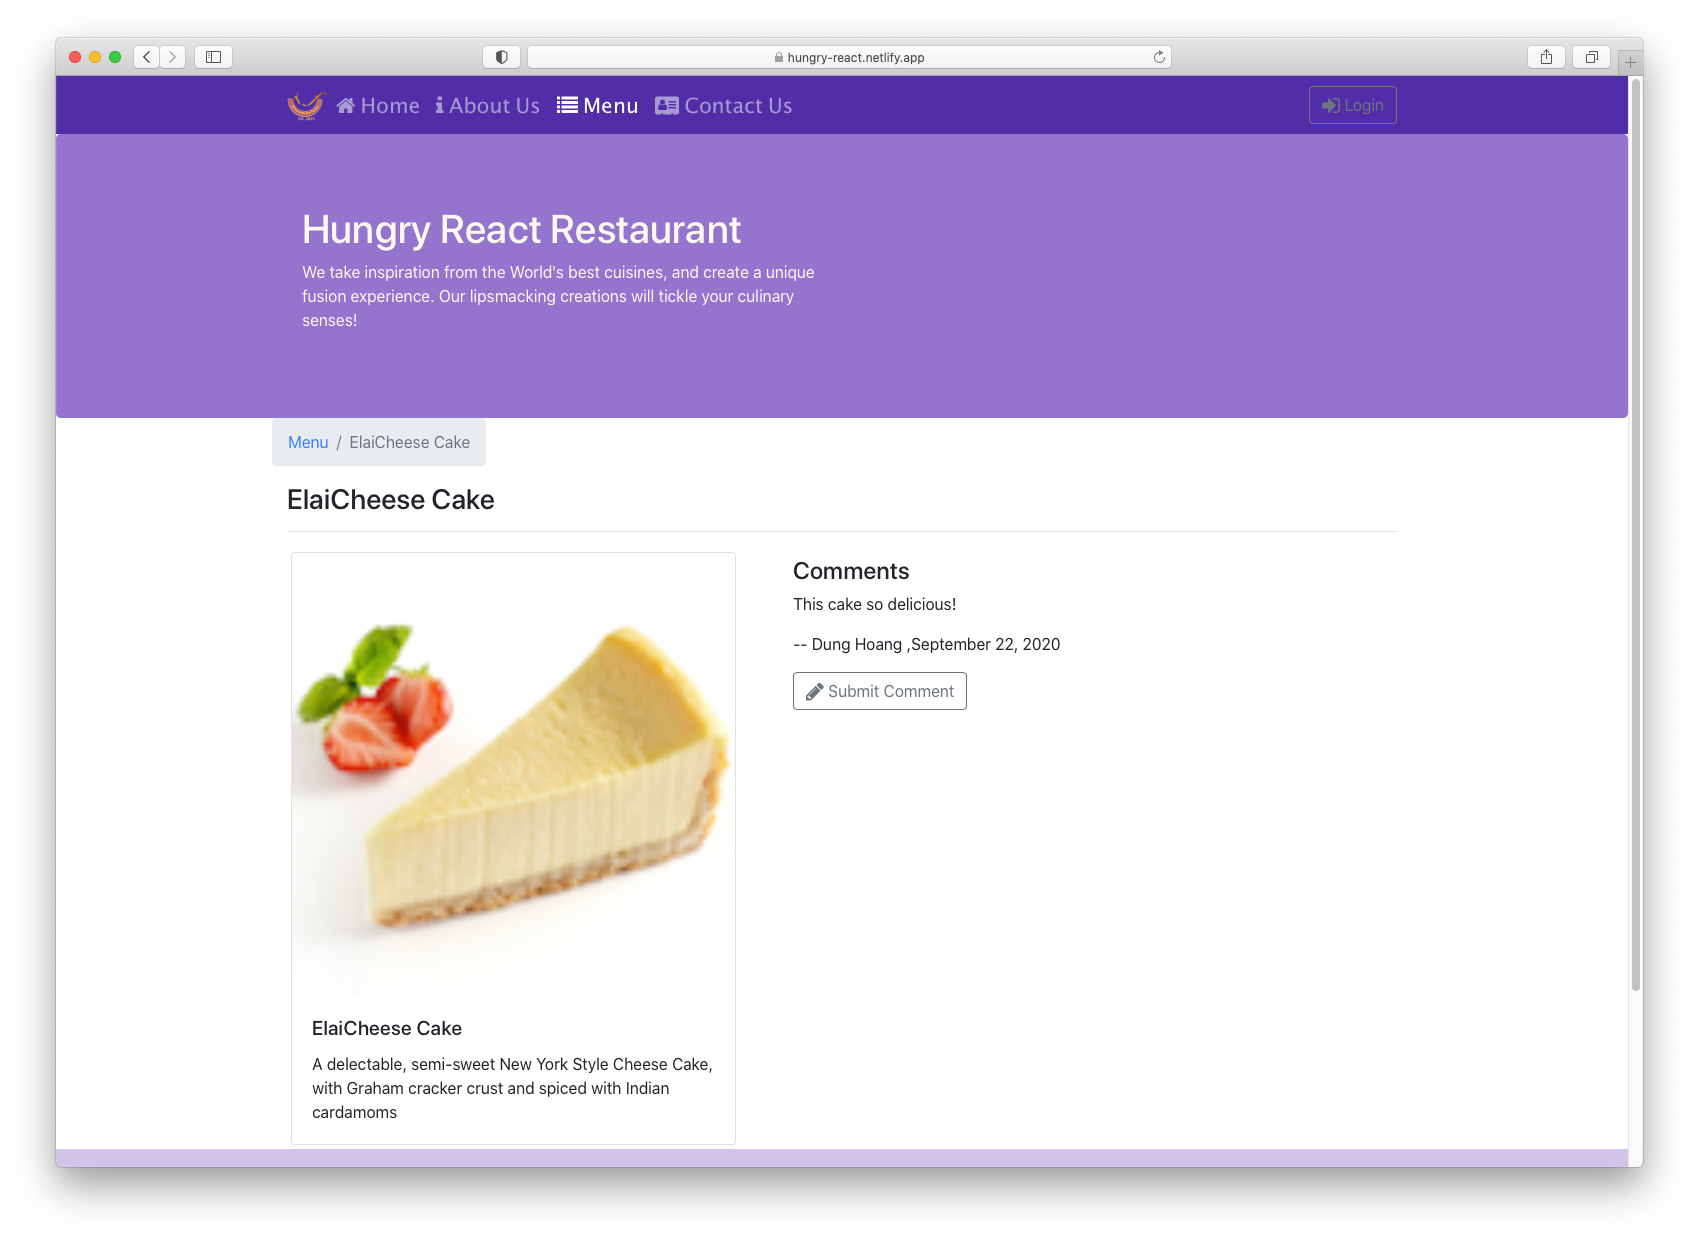 hungry-react.netlify.app
Home About Us Menu Contact Us Login
Hungry React Restaurant
We take inspiration from the World's best cuisines, and create a unique
fusion experience. Our lipsmacking creations will tickle your culinary
senses!
Menu / ElaiCheese Cake
ElaiCheese Cake
Comments
This cake so delicious!
-- Dung Hoang ,September 22, 2020
Submit Comment
ElaiCheese Cake
A delectable, semi-sweet New York Style Cheese Cake,
with Graham cracker crust and spiced with Indian
cardamoms